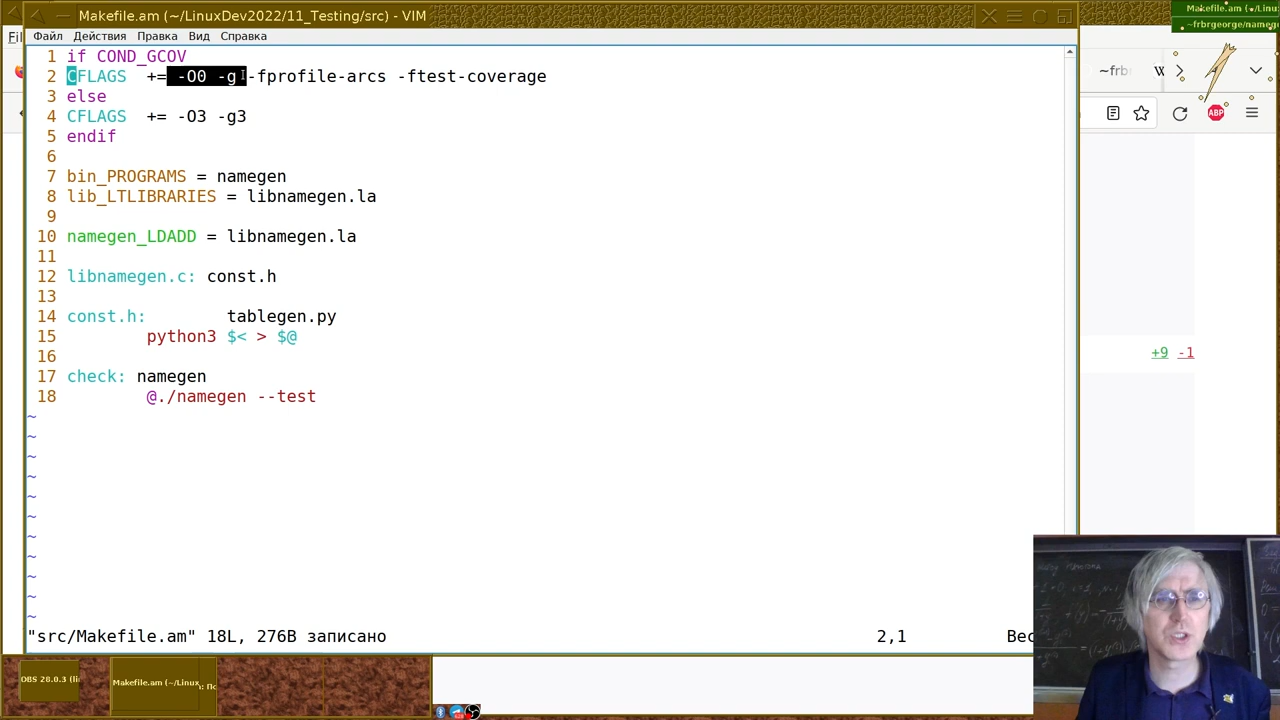 Makefile.am (~/LinuxDev2022/11_Testing/src) - VIM
Makefile.am (~/Linu
~frbrgeorge/name
Файл Действия Правка Вид Справка
1 if COND_GCOV
2 CFLAGS += -O0 -g -fprofile-arcs -ftest-coverage
3 else
4 CFLAGS += -O3 -g3
5 endif
6
7 bin_PROGRAMS = namegen
8 lib_LTLIBRARIES = libnamegen.la
9
10 namegen_LDADD = libnamegen.la
11
12 libnamegen.c: const.h
13
14 const.h: tablegen.py
15 python3 $< > $@
16
17 check: namegen
18 @./namegen --test
~
~
~
~
~
~
~
~
~
~
~
"src/Makefile.am" 18L, 276B записано 2,1 Вес
~frb W
ABP
+9 -1
OBS 28.0.3 (li
Makefile.am (~/Linux